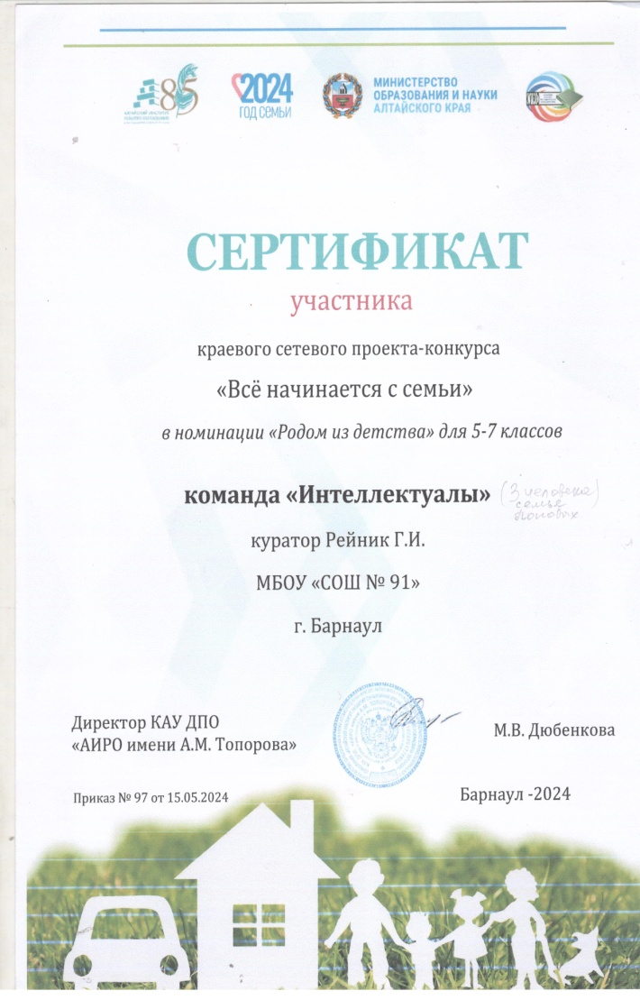 85
2024
ГОД СЕМЬИ
МИНИСТЕРСТВО
ОБРАЗОВАНИЯ И НАУКИ
АЛТАЙСКОГО КРАЯ
СЕРТИФИКАТ
участника
краевого сетевого проекта-конкурса
«Всё начинается с семьи»
в номинации «Родом из детства» для 5-7 классов
команда «Интеллектуалы» (3 человека)
семья
Поповых
куратор Рейник Г.И.
МБОУ «СОШ № 91»
г. Барнаул
Директор КАУ ДПО
«АИРО имени А.М. Топорова»
М.В. Дюбенкова
Приказ № 97 от 15.05.2024
Барнаул -2024